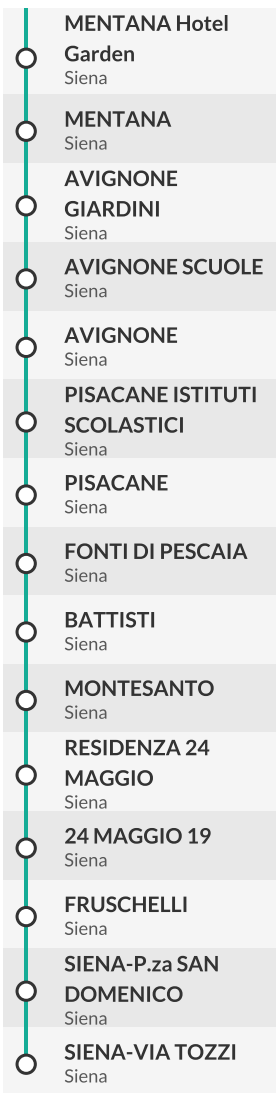 MENTANA Hotel
Garden
Siena
MENTANA
Siena
AVIGNONE
GIARDINI
Siena
AVIGNONE SCUOLE
Siena
AVIGNONE
Siena
PISACANE ISTITUTI
SCOLASTICI
Siena
PISACANE
Siena
FONTI DI PESCAIA
Siena
BATTISTI
Siena
MONTESANTO
Siena
RESIDENZA 24
MAGGIO
Siena
24 MAGGIO 19
Siena
FRUSCHELLI
Siena
SIENA-P.za SAN
DOMENICO
Siena
SIENA-VIA TOZZI
Siena